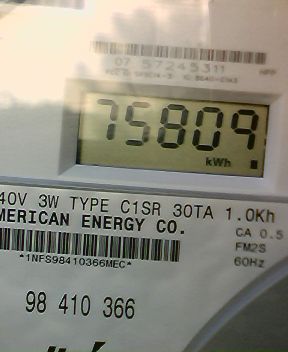 07 57245311
75809
kWh
40V 3W TYPE C1SR 30TA 1.0Kh
MERICAN ENERGY CO.
CA 0.5
FM2S
*1NFS98410366MEC*
60Hz
98 410 366